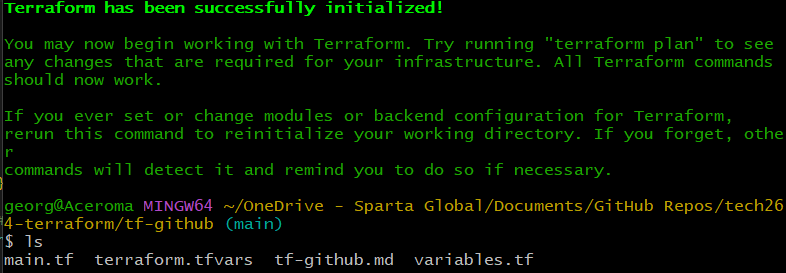 Terraform has been successfully initialized!
You may now begin working with Terraform. Try running "terraform plan" to see
any changes that are required for your infrastructure. All Terraform commands
should now work.
If you ever set or change modules or backend configuration for Terraform,
rerun this command to reinitialize your working directory. If you forget, othe
r
commands will detect it and remind you to do so if necessary.
georg@Aceroma MINGW64 ~/OneDrive - Sparta Global/Documents/GitHub Repos/tech26
4-terraform/tf-github (main)
$ ls
main.tf  terraform.tfvars  tf-github.md  variables.tf